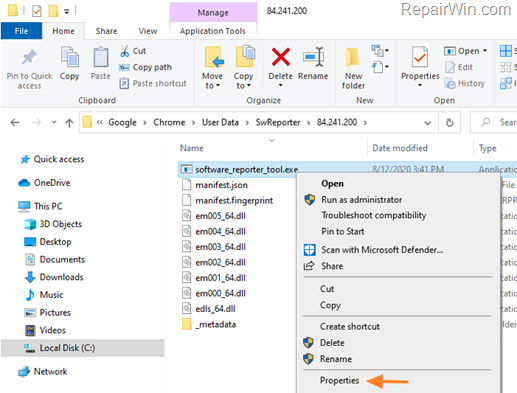 RepairWin.com
Manage
84.241.200
File
Home
Share
View
Application Tools
Pin to Quick
access
Copy
Paste
Cut
Copy path
Paste shortcut
Clipboard
Move
to
Copy
to
Delete
Rename
Organize
New
folder
New
Properties
Open
Edit
History
Open
Google > Chrome > User Data > SwReporter > 84.241.200
Sear
Name
Date modified
Type
Quick access
OneDrive
This PC
3D Objects
Desktop
Documents
Downloads
Music
Pictures
Videos
Local Disk (C:)
Network
software_reporter_tool.exe
8/12/2020 3:41 PM
Applicatio
manifest.json
manifest.fingerprint
em005_64.dll
em004_64.dll
em003_64.dll
em002_64.dll
em001_64.dll
em000_64.dll
edls_64.dll
_metadata
Open
Run as administrator
Troubleshoot compatibility
Pin to Start
Scan with Microsoft Defender...
Share
Cut
Copy
Create shortcut
Delete
Rename
Properties